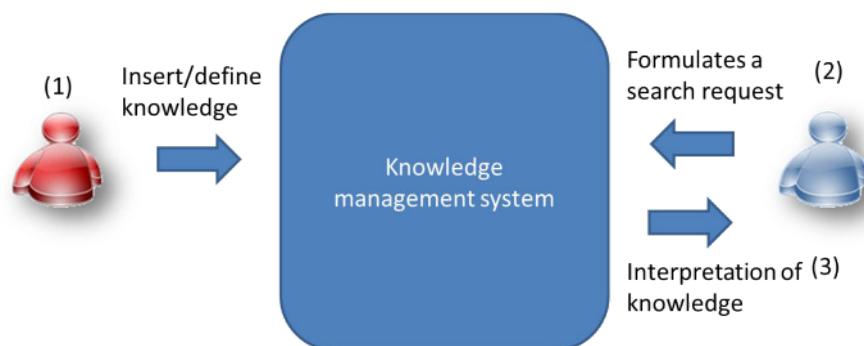 (1)
Insert/define
knowledge
Knowledge
management system
Formulates a
search request
(2)
Interpretation of
knowledge
(3)